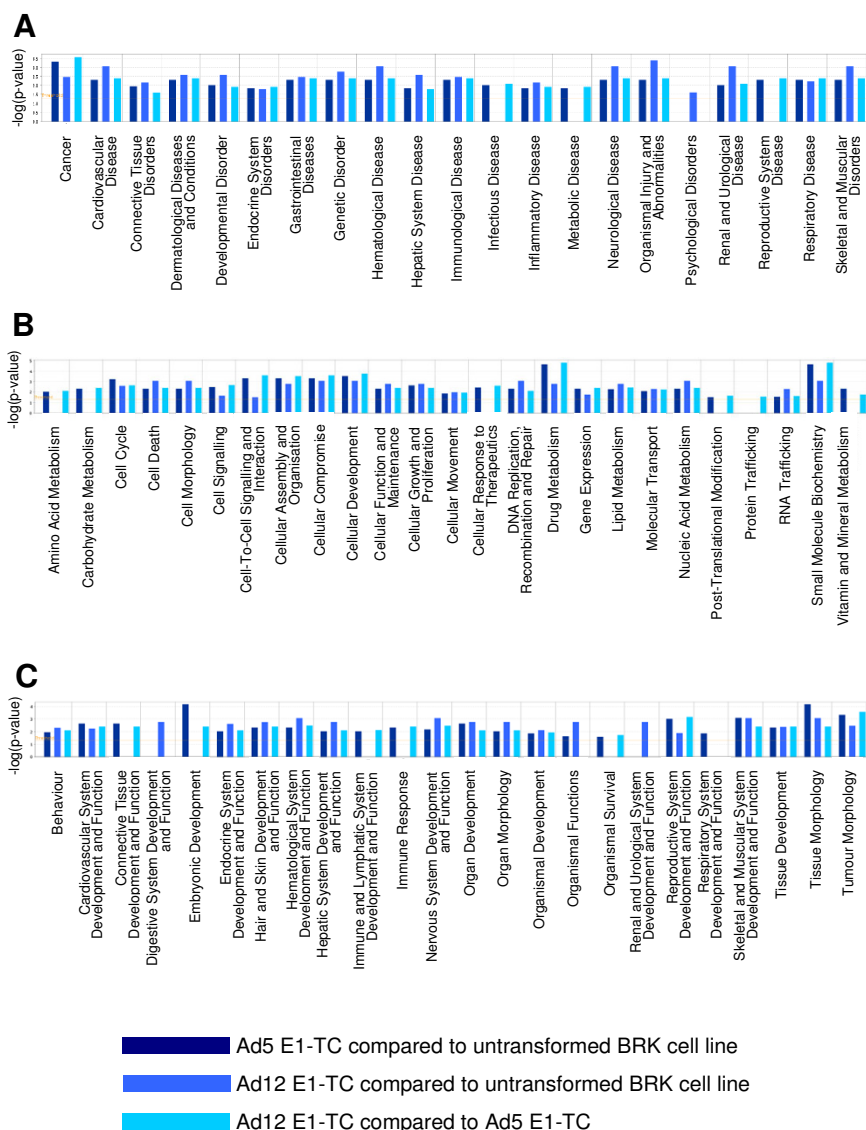 A
-log(p-value)
Cancer
Cardiovascular
Disease
Connective Tissue
Disorders
Dermatological Diseases
and Conditions
Developmental Disorder
Endocrine System
Disorders
Gastrointestinal
Diseases
Genetic Disorder
Hematological Disease
Hepatic System Disease
Immunological Disease
Infectious Disease
Inflammatory Disease
Metabolic Disease
Neurological Disease
Organismal Injury and
Abnormalities
Psychological Disorders
Renal and Urological
Disease
Reproductive System
Disease
Respiratory Disease
Skeletal and Muscular
Disorders
B
-log(p-value)
Amino Acid Metabolism
Carbohydrate Metabolism
Cell Cycle
Cell Death
Cell Morphology
Cell Signalling
Cell-To-Cell Signalling and
Interaction
Cellular Assembly and
Organisation
Cellular Compromise
Cellular Development
Cellular Function and
Maintenance
Cellular Growth and
Proliferation
Cellular Movement
Cellular Response to
Therapeutics
DNA Replication,
Recombination and Repair
Drug Metabolism
Gene Expression
Lipid Metabolism
Molecular Transport
Nucleic Acid Metabolism
Post-Translational Modification
Protein Trafficking
RNA Trafficking
Small Molecule Biochemistry
Vitamin and Mineral Metabolism
C
-log(p-value)
Behaviour
Cardiovascular System
Development and Function
Connective Tissue
Development and Function
Digestive System Development
and Function
Embryonic Development
Endocrine System
Development and Function
Hair and Skin Development
and Function
Hematological System
Development and Function
Hepatic System Development
and Function
Immune and Lymphatic System
Development and Function
Immune Response
Nervous System Development
and Function
Organ Development
Organ Morphology
Organismal Development
Organismal Functions
Organismal Survival
Renal and Urological System
Development and Function
Reproductive System
Development and Function
Respiratory System
Development and Function
Skeletal and Muscular System
Development and Function
Tissue Development
Tissue Morphology
Tumour Morphology
Ad5 E1-TC compared to untransformed BRK cell line
Ad12 E1-TC compared to untransformed BRK cell line
Ad12 E1-TC compared to Ad5 E1-TC